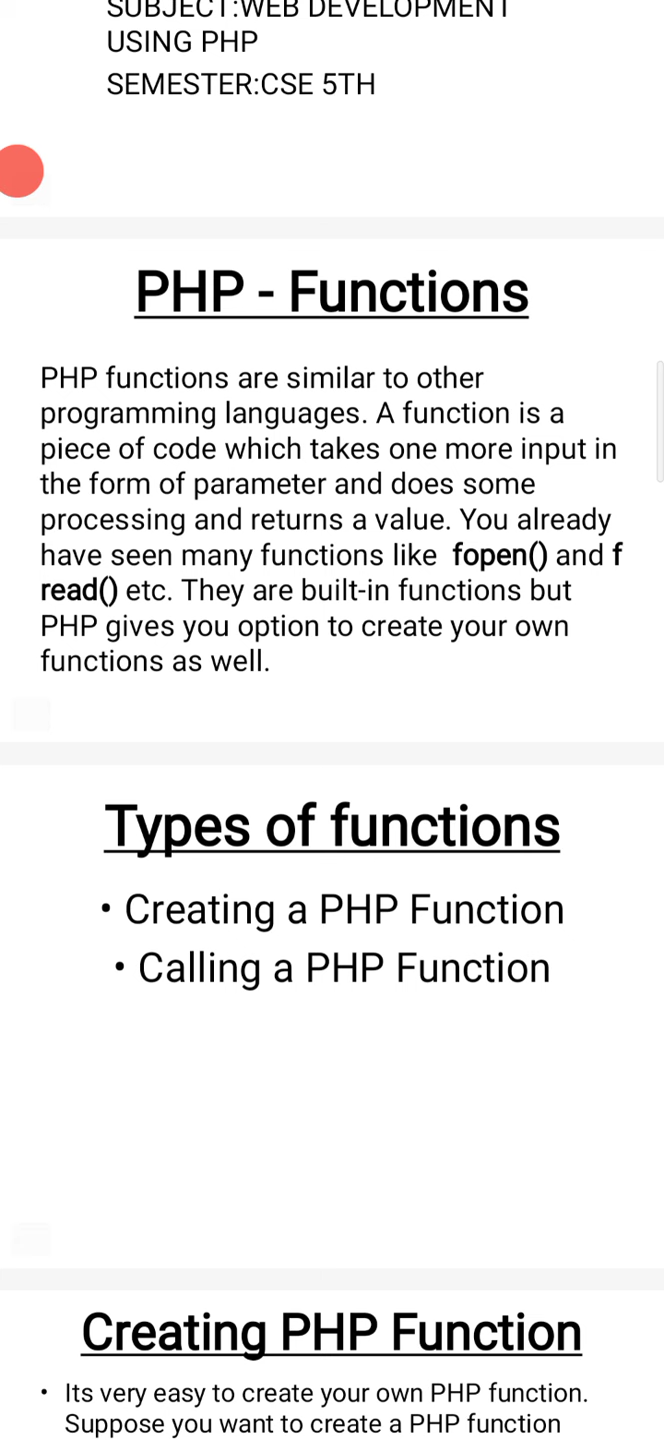 SUBJECT:WEB DEVELOPMENT
USING PHP
SEMESTER:CSE 5TH
PHP - Functions
PHP functions are similar to other
programming languages. A function is a
piece of code which takes one more input in
the form of parameter and does some
processing and returns a value. You already
have seen many functions like fopen() and f
read() etc. They are built-in functions but
PHP gives you option to create your own
functions as well.
Types of functions
• Creating a PHP Function
• Calling a PHP Function
Creating PHP Function
• Its very easy to create your own PHP function.
Suppose you want to create a PHP function